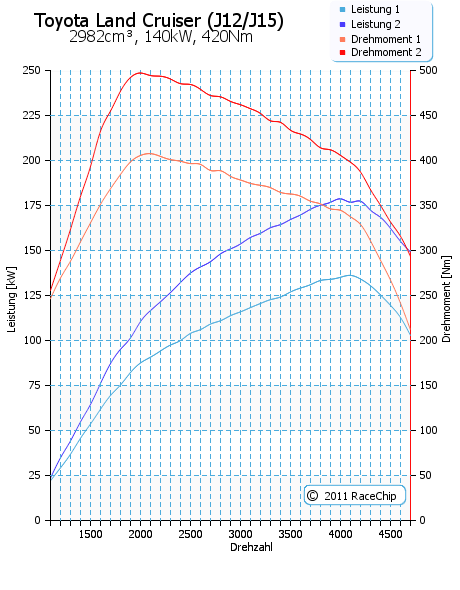 Toyota Land Cruiser (J12/J15)
2982cm³, 140kW, 420Nm
Leistung 1
Leistung 2
Drehmoment 1
Drehmoment 2
250
225
200
175
150
125
100
75
50
25
0
Leistung [kW]
500
450
400
350
300
250
200
150
100
50
0
Drehmoment [Nm]
1500 2000 2500 3000 3500 4000 4500
Drehzahl
© 2011 RaceChip